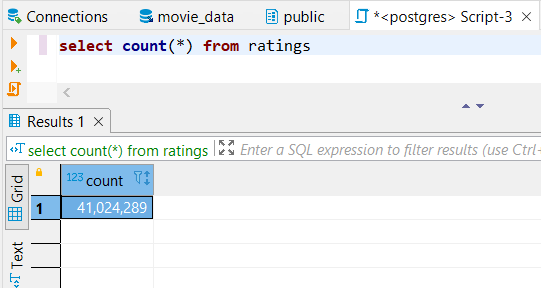 Connections movie_data public *<postgres> Script-3
select count(*) from ratings
Results 1
select count(*) from ratings Enter a SQL expression to filter results (use Ctrl-
Grid
123 count
1 41,024,289
Text